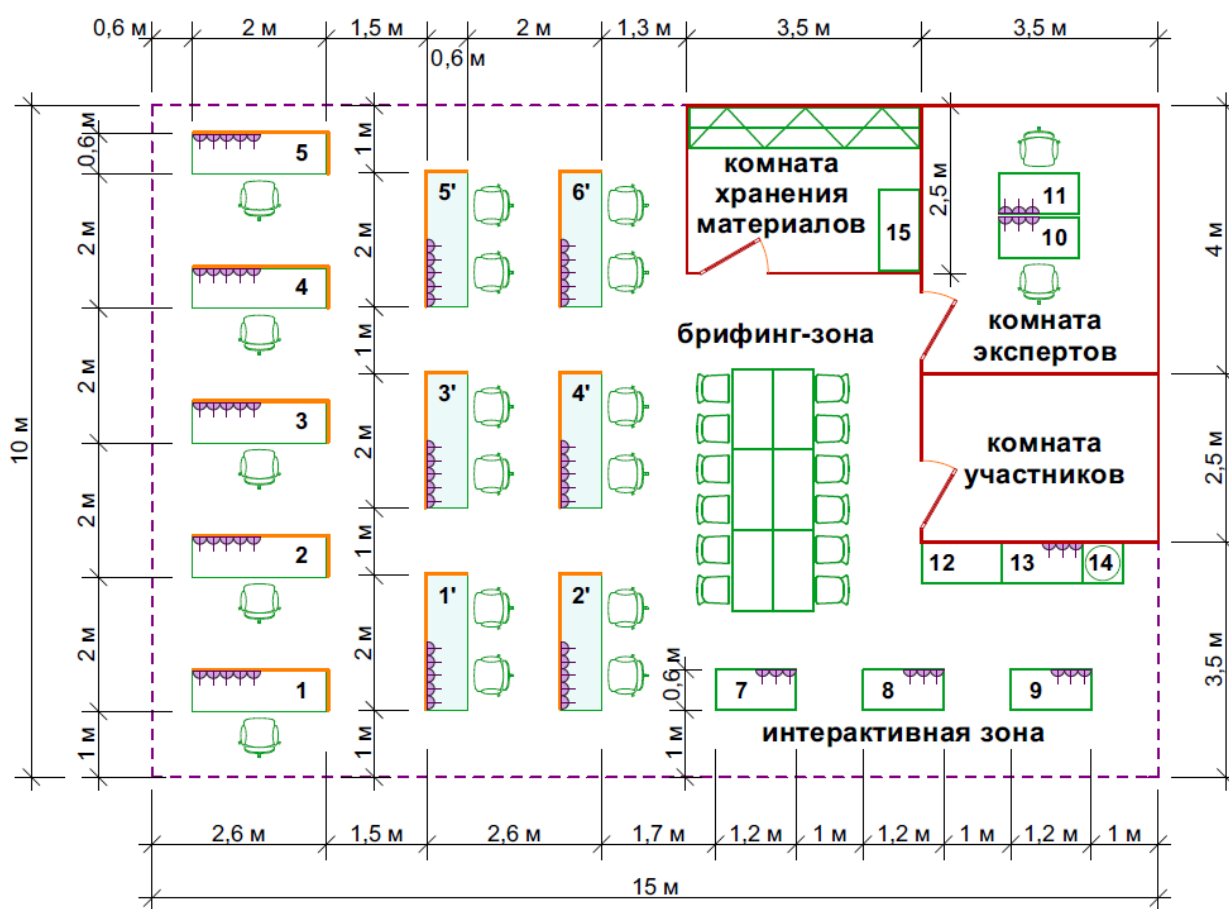 0,6 м
2 м
1,5 м
0,6 м
2 м
1,3 м
3,5 м
3,5 м
10 м
0,6 м
2 м
2 м
2 м
2 м
1 м
1 м
2 м
1 м
2 м
1 м
2 м
1 м
5
4
3
2
1
5'
6'
3'
4'
1'
2'
комната
хранения
материалов
15
2,5 м
11
10
комната
экспертов
брифинг-зона
комната
участников
12
13
14
0,6 м
1 м
7
8
9
интерактивная зона
4 м
2,5 м
3,5 м
2,6 м
1,5 м
2,6 м
1,7 м
1,2 м
1 м
1,2 м
1 м
1,2 м
1 м
15 м